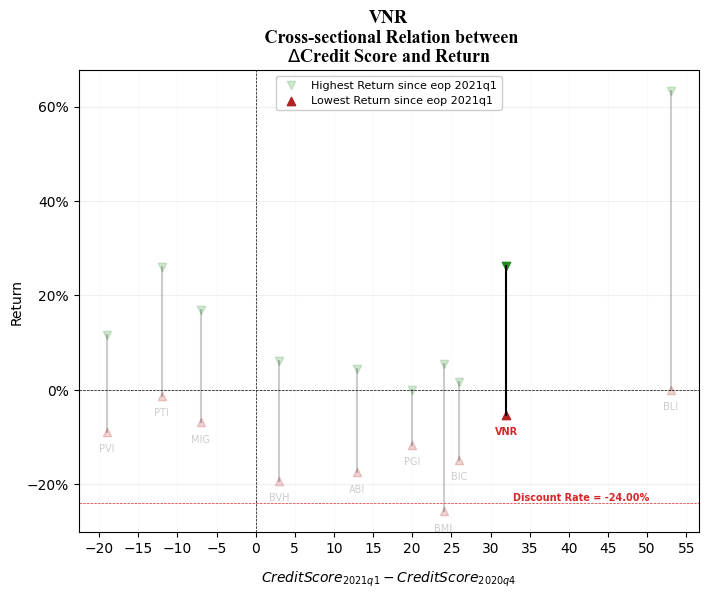 VNR
Cross-sectional Relation between
ΔCredit Score and Return
Highest Return since eop 2021q1
Lowest Return since eop 2021q1
60%
40%
20%
0%
−20%
Return
PVI
PTI
MIG
BVH
ABI
PGI
BMI
BIC
VNR
BLI
Discount Rate = -24.00%
−20 −15 −10 −5 0 5 10 15 20 25 30 35 40 45 50 55
CreditScore2021q1 − CreditScore2020q4